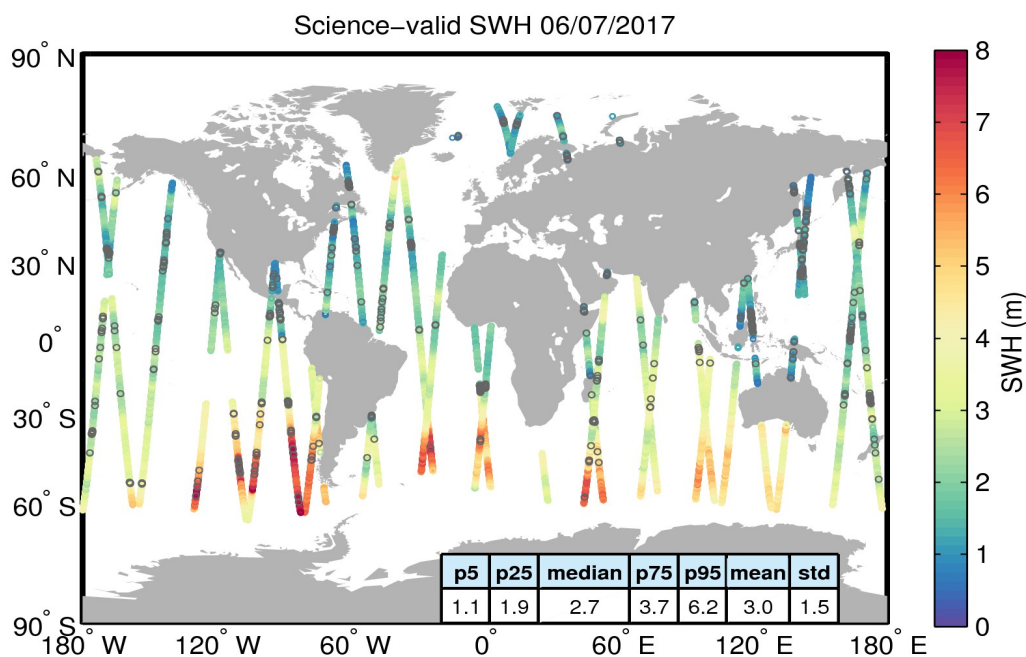 Science−valid SWH 06/07/2017
90° N
60° N
30° N
0°
30° S
60° S
90° S
180° W 120° W 60° W 0° 60° E 120° E 180° E
p5 p25 median p75 p95 mean std
1.1 1.9 2.7 3.7 6.2 3.0 1.5
8
7
6
5
4
3
2
1
0
SWH (m)